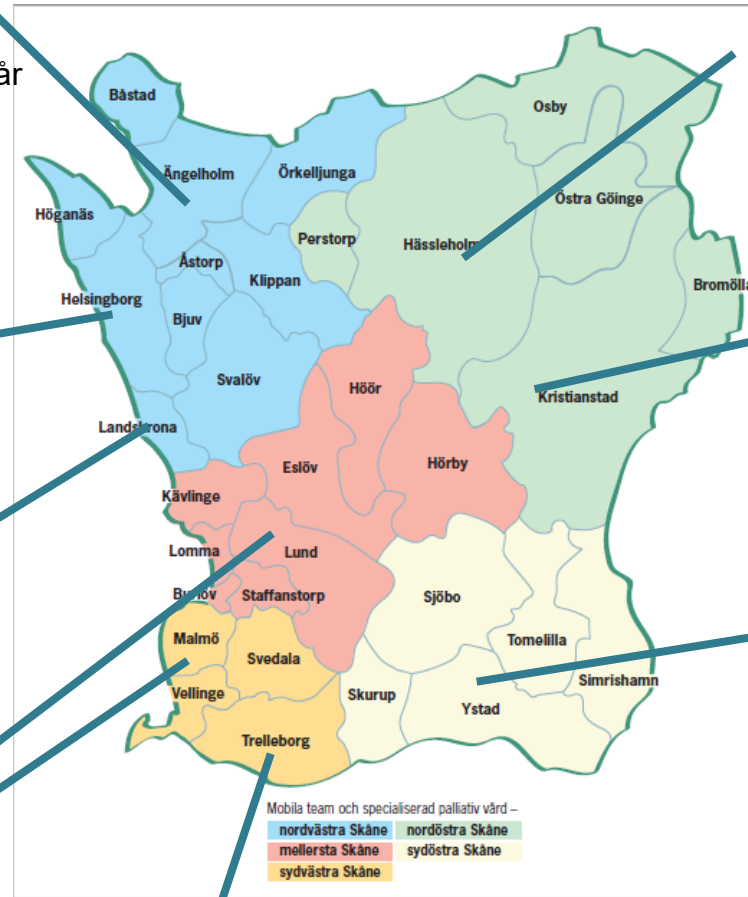 år
Osby
Båstad
Ängelholm
Örkelljunga
Östra Göinge
Höganäs
Perstorp
Hässleholm
Åstorp
Klippan
Bromölla
Helsingborg
Bjuv
Svalöv
Höör
Kristianstad
Landskrona
Eslöv
Hörby
Kävlinge
Lomma
Lund
Burlöv
Staffanstorp
Sjöbo
Malmö
Svedala
Tomelilla
Simrishamn
Vellinge
Skurup
Ystad
Trelleborg
Mobila team och specialiserad palliativ vård –
nordvästra Skåne nordöstra Skåne
mellersta Skåne sydöstra Skåne
sydvästra Skåne